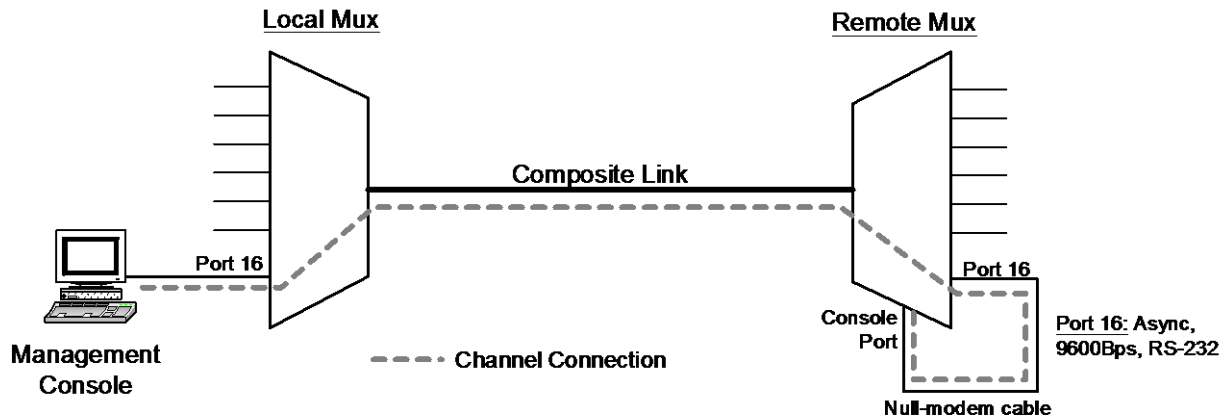 Local Mux
Remote Mux
Composite Link
Port 16
Port 16
Console
Port
Port 16: Async,
9600Bps, RS-232
Management
Console
Channel Connection
Null-modem cable